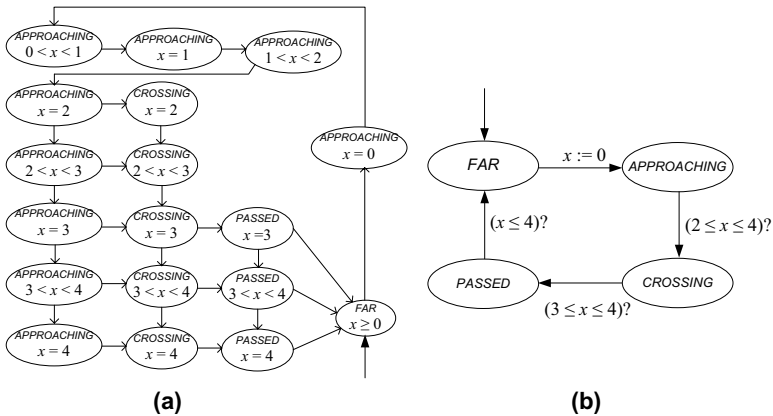 APPROACHING
0 < x < 1
APPROACHING
x = 1
APPROACHING
1 < x < 2
APPROACHING
x = 2
CROSSING
x = 2
APPROACHING
x = 0
APPROACHING
2 < x < 3
CROSSING
2 < x < 3
APPROACHING
x = 3
CROSSING
x = 3
PASSED
x =3
APPROACHING
3 < x < 4
CROSSING
3 < x < 4
PASSED
3 < x < 4
FAR
x ≥ 0
APPROACHING
x = 4
CROSSING
x = 4
PASSED
x = 4
(a)
FAR
x := 0
APPROACHING
(x ≤ 4)?
(2 ≤ x ≤ 4)?
PASSED
CROSSING
(3 ≤ x ≤ 4)?
(b)